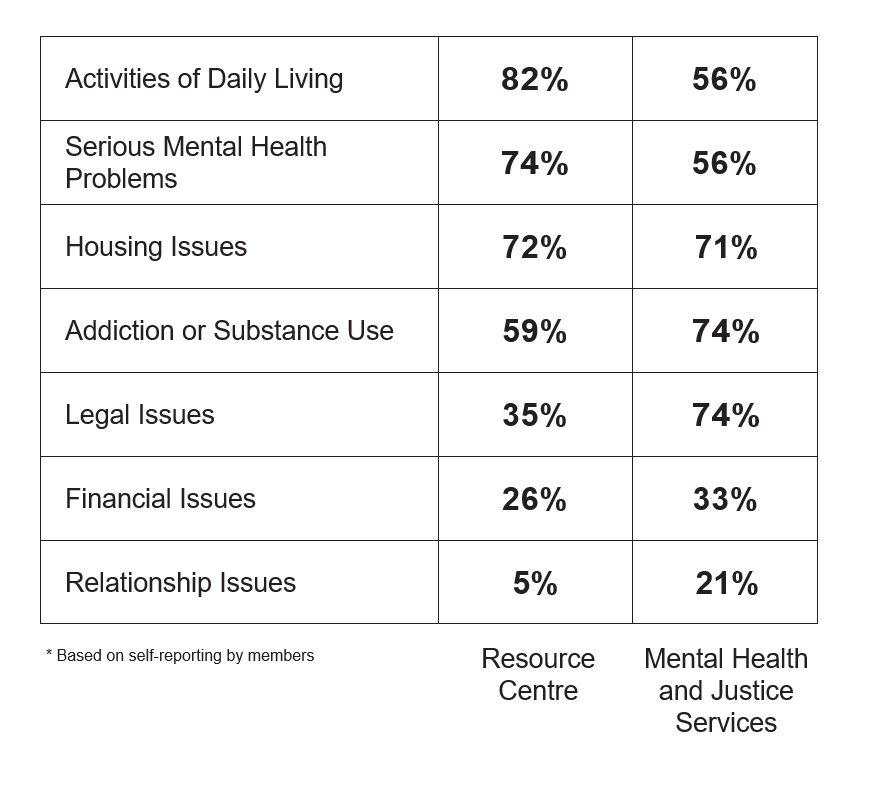 Activities of Daily Living 82% 56%
Serious Mental Health
Problems 74% 56%
Housing Issues 72% 71%
Addiction or Substance Use 59% 74%
Legal Issues 35% 74%
Financial Issues 26% 33%
Relationship Issues 5% 21%
* Based on self-reporting by members
Resource
Centre
Mental Health
and Justice
Services